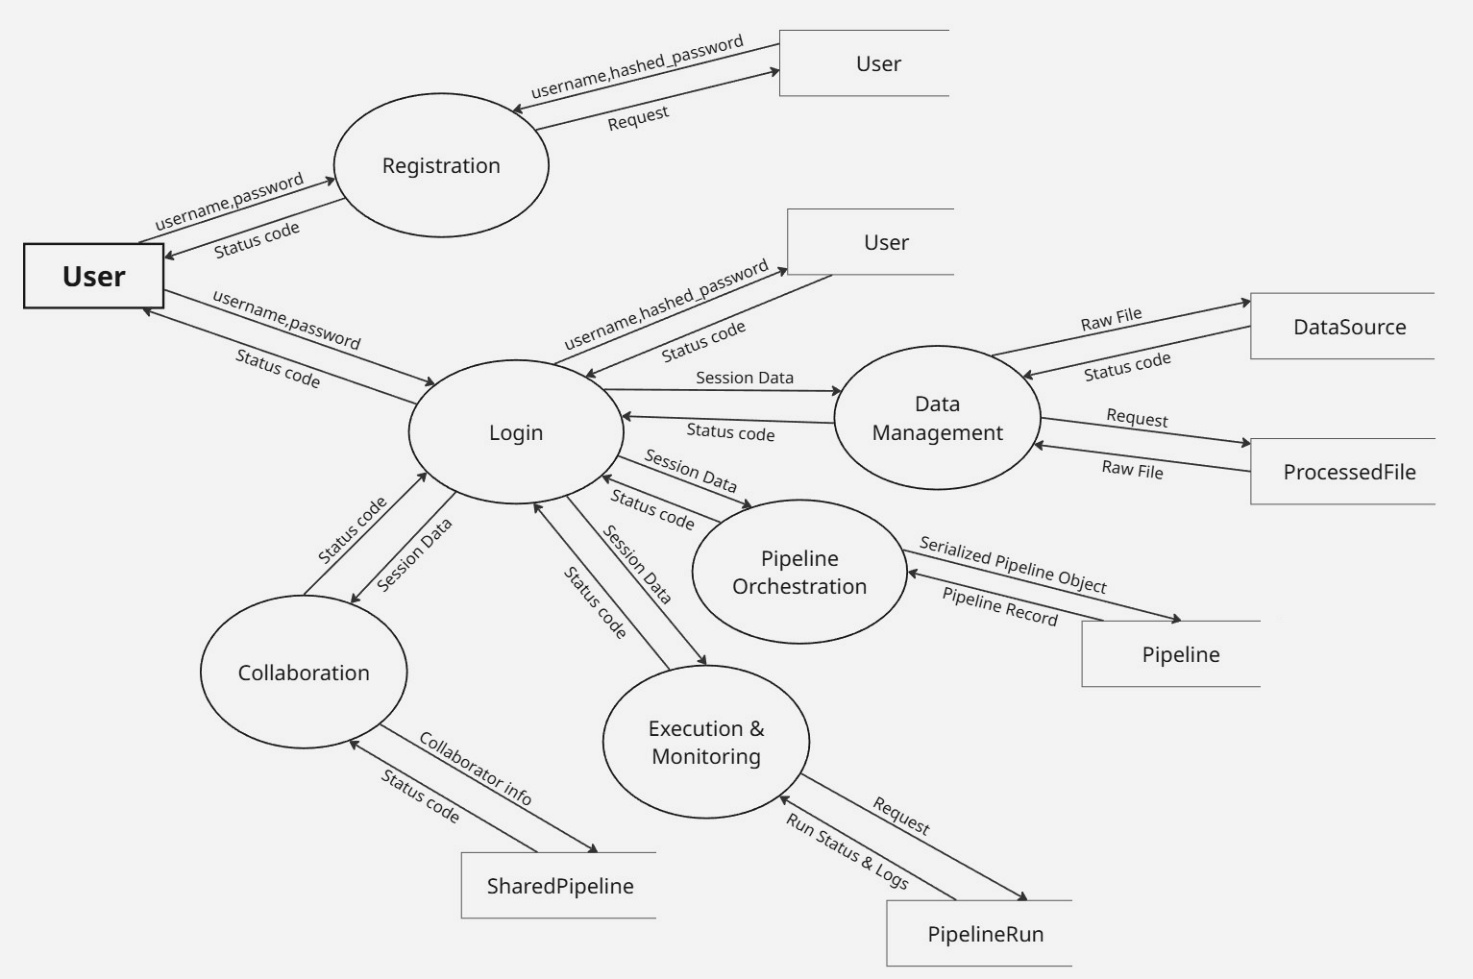 username,hashed_password
User
Request
Registration
username,password
Status code
User
User
username,password
username,hashed_password
Status code
Status code
Raw File
DataSource
Status code
Session Data
Data
Management
Login
Request
Status code
Session Data
Raw File
ProcessedFile
Status code
Status code
Session Data
Session Data
Status code
Pipeline
Orchestration
Serialized Pipeline Object
Pipeline Record
Pipeline
Collaboration
Execution &
Monitoring
Collaborator info
Status code
Request
Run Status & Logs
SharedPipeline
PipelineRun